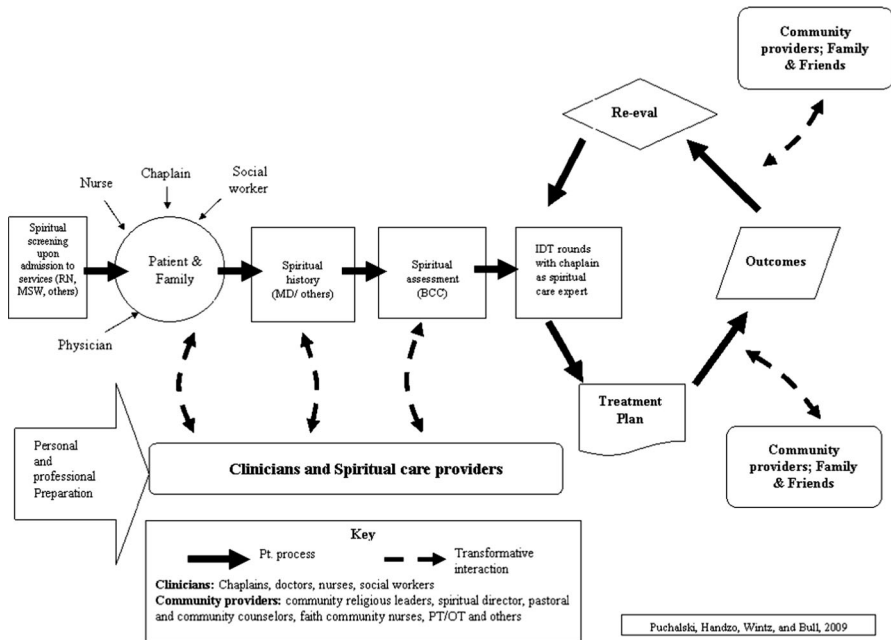 Community
providers; Family
& Friends
Re-eval
Chaplain
Social
worker
Nurse
Spiritual
screening
upon
admission to
services (RN,
MSW, others)
Patient &
Family
Spiritual
history
(MD/ others)
Spiritual
assessment
(BCC)
IDT rounds
with chaplain
as spiritual
care expert
Outcomes
Physician
Treatment
Plan
Personal
and
professional
Preparation
Clinicians and Spiritual care providers
Community
providers; Family
& Friends
Key
Pt. process
Transformative
interaction
Clinicians: Chaplains, doctors, nurses, social workers
Community providers: community religious leaders, spiritual director, pastoral
and community counselors, faith community nurses, PT/OT and others
Puchalski, Handzo, Wintz, and Bull, 2009